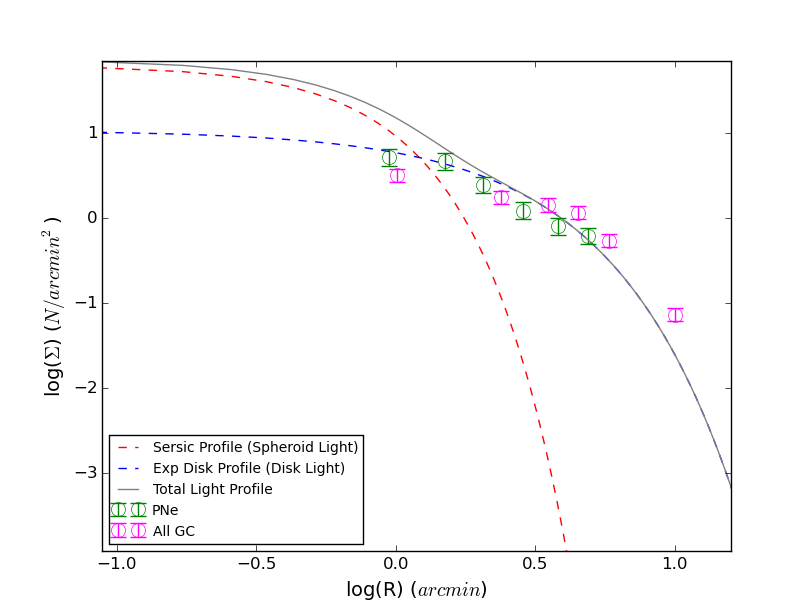 1
0
−1
−2
−3
log(Σ) (N/arcmin²)
Sersic Profile (Spheroid Light)
Exp Disk Profile (Disk Light)
Total Light Profile
PNe
All GC
−1.0 −0.5 0.0 0.5 1.0
log(R) (arcmin)